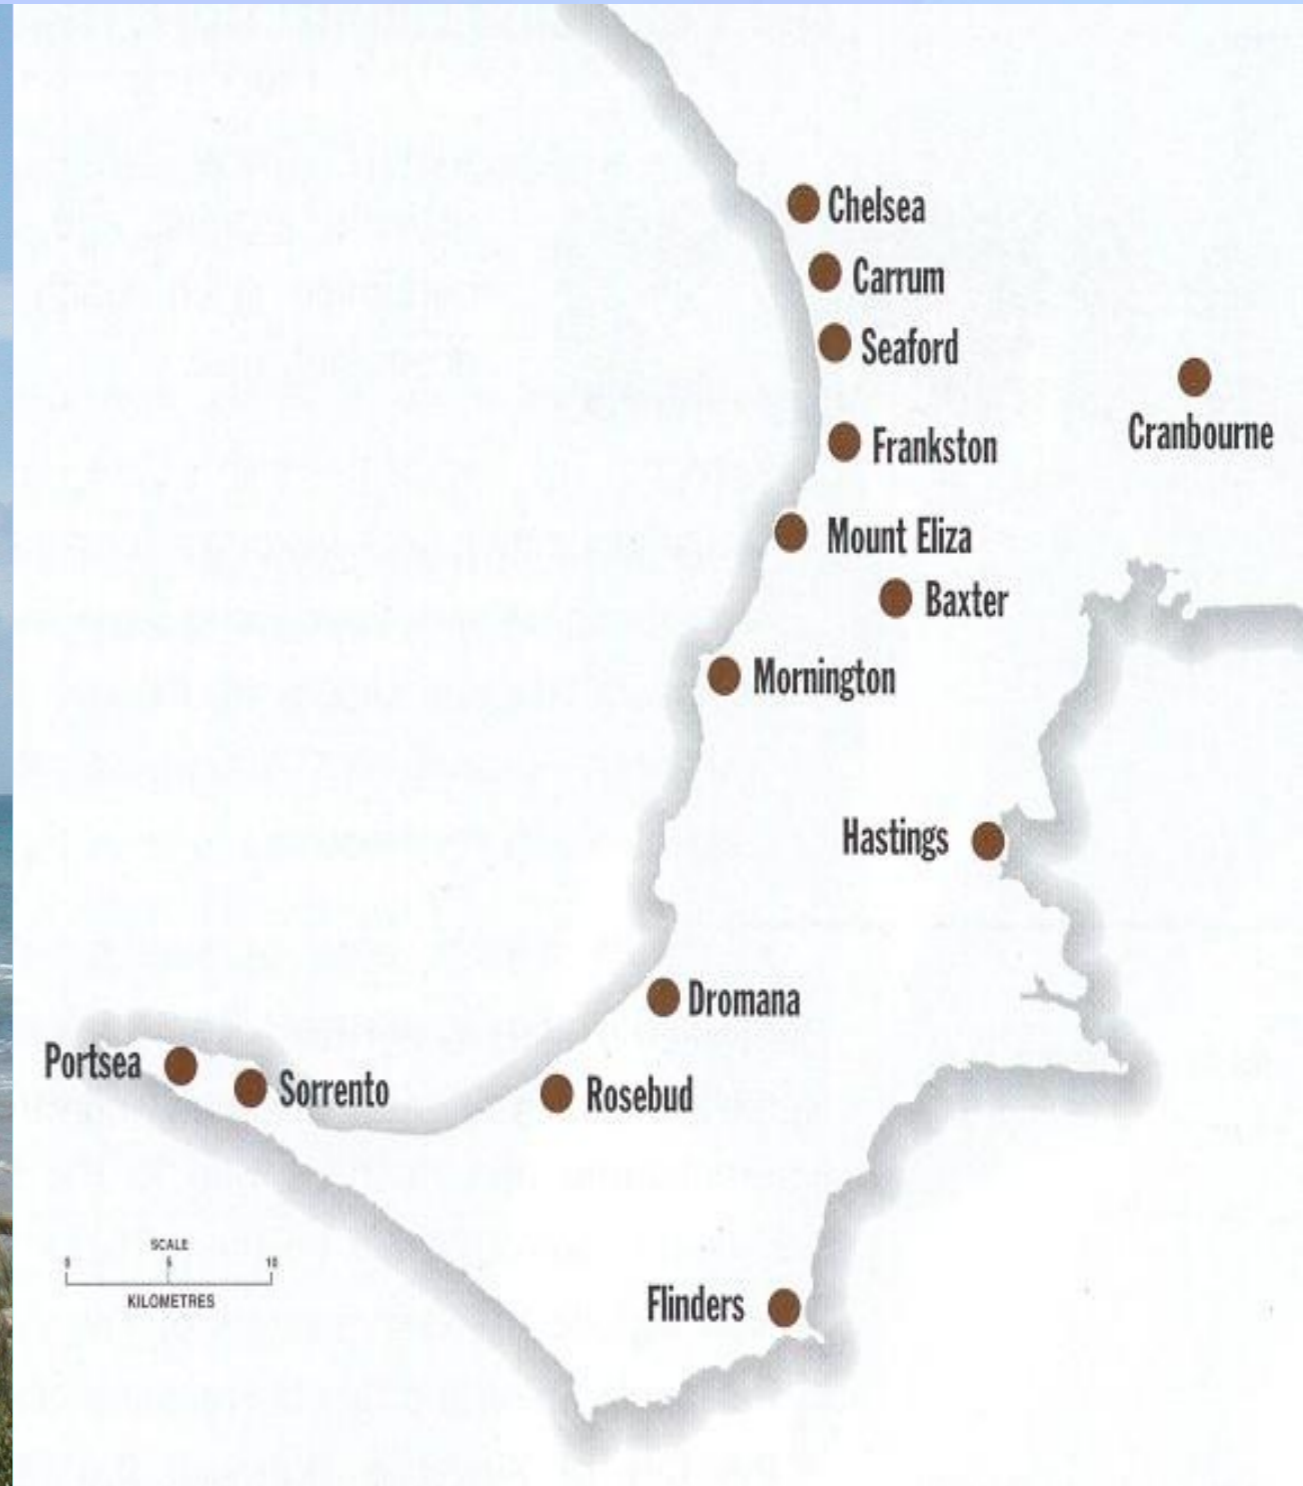 Chelsea
Carrum
Seaford
Cranbourne
Frankston
Mount Eliza
Baxter
Mornington
Hastings
Dromana
Portsea
Sorrento
Rosebud
SCALE
0 5 10
KILOMETRES
Flinders